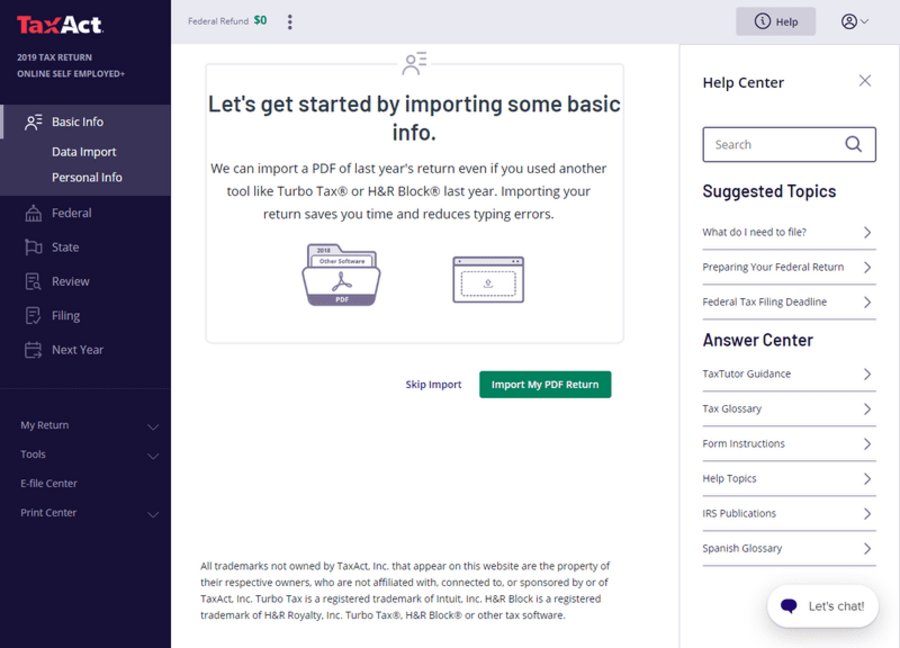 TaxAct.
2019 TAX RETURN
ONLINE SELF EMPLOYED+
Basic Info
Data Import
Personal Info
Federal
State
Review
Filing
Next Year
My Return
Tools
E-file Center
Print Center
Federal Refund $0
Help
Let's get started by importing some basic
info.
We can import a PDF of last year's return even if you used another
tool like Turbo Tax® or H&R Block® last year. Importing your
return saves you time and reduces typing errors.
2018
Other Software
PDF
Skip Import
Import My PDF Return
All trademarks not owned by TaxAct, Inc. that appear on this website are the property of
their respective owners, who are not affiliated with, connected to, or sponsored by or of
TaxAct, Inc. Turbo Tax is a registered trademark of Intuit, Inc. H&R Block is a registered
trademark of H&R Royalty, Inc. Turbo Tax®, H&R Block® or other tax software.
Help Center
Search
Suggested Topics
What do I need to file?
Preparing Your Federal Return
Federal Tax Filing Deadline
Answer Center
TaxTutor Guidance
Tax Glossary
Form Instructions
Help Topics
IRS Publications
Spanish Glossary
Let's chat!